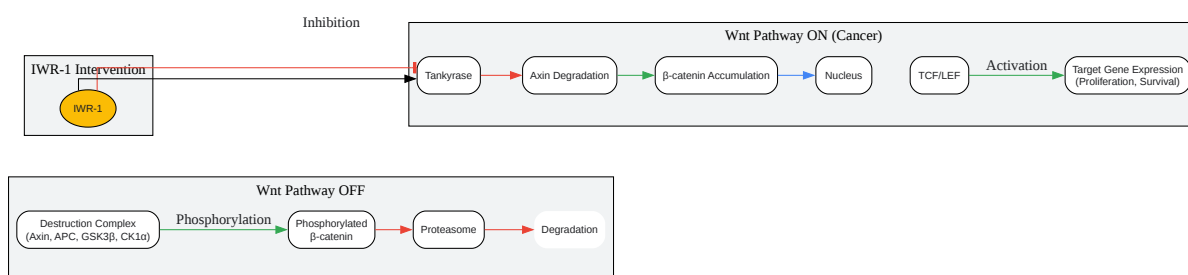 Inhibition
Wnt Pathway ON (Cancer)
IWR-1 Intervention
IWR-1
Tankyrase
Axin Degradation
β-catenin Accumulation
Nucleus
TCF/LEF
Activation
Target Gene Expression
(Proliferation, Survival)
Wnt Pathway OFF
Destruction Complex
(Axin, APC, GSK3β, CK1α)
Phosphorylation
Phosphorylated
β-catenin
Proteasome
Degradation